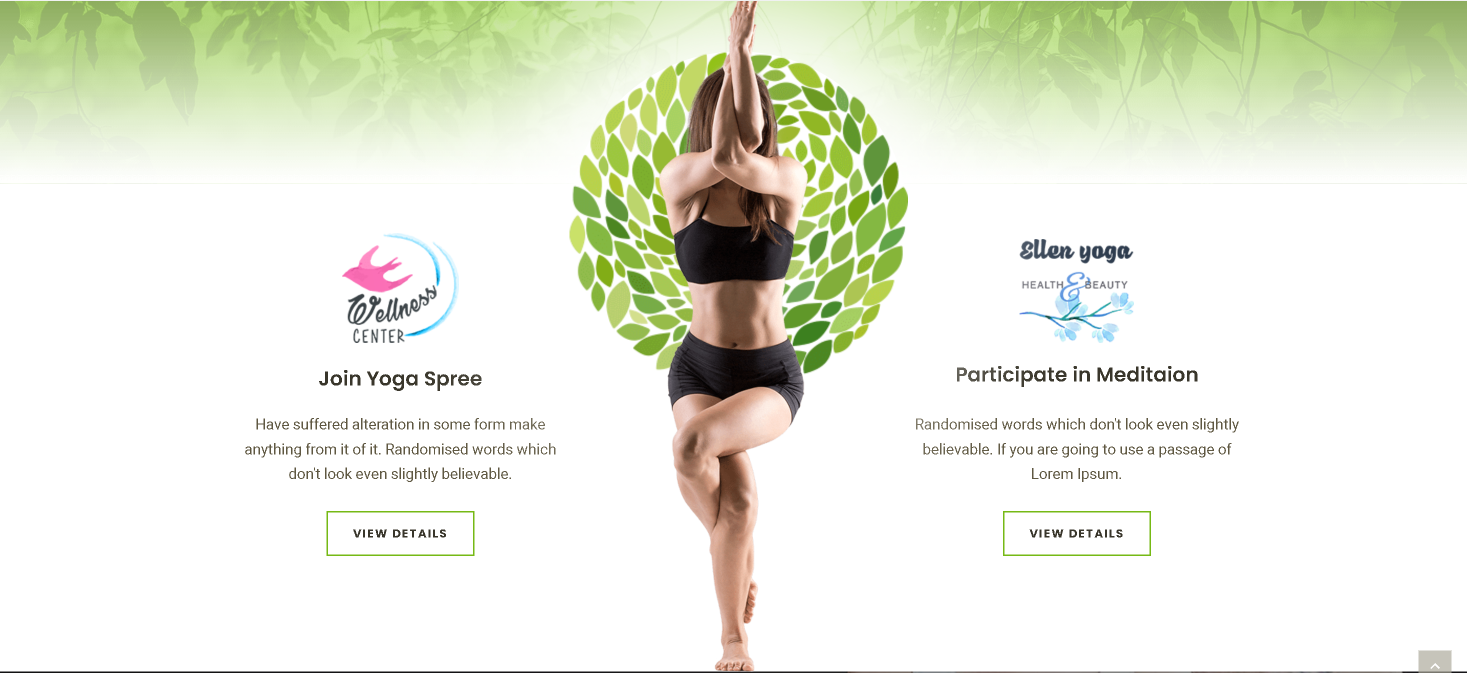 Wellness
CENTER
Join Yoga Spree
Have suffered alteration in some form make
anything from it of it. Randomised words which
don't look even slightly believable.
VIEW DETAILS
Ellen yoga
HEALTH & BEAUTY
Participate in Meditaion
Randomised words which don't look even slightly
believable. If you are going to use a passage of
Lorem Ipsum.
VIEW DETAILS